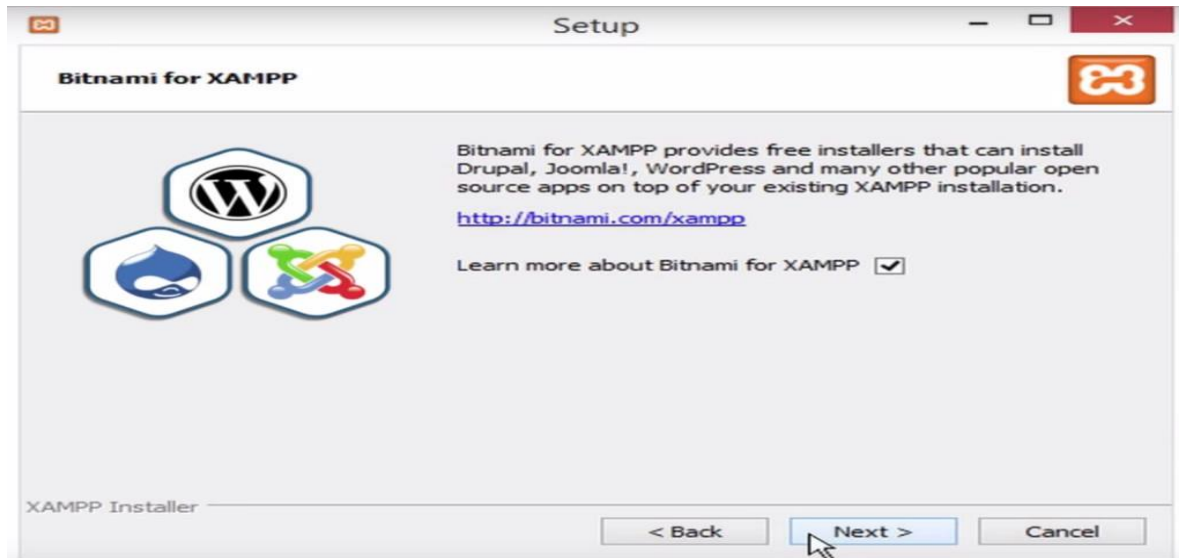 Setup
Bitnami for XAMPP
Bitnami for XAMPP provides free installers that can install
Drupal, Joomla!, WordPress and many other popular open
source apps on top of your existing XAMPP installation.
http://bitnami.com/xampp
Learn more about Bitnami for XAMPP
XAMPP Installer
< Back Next > Cancel